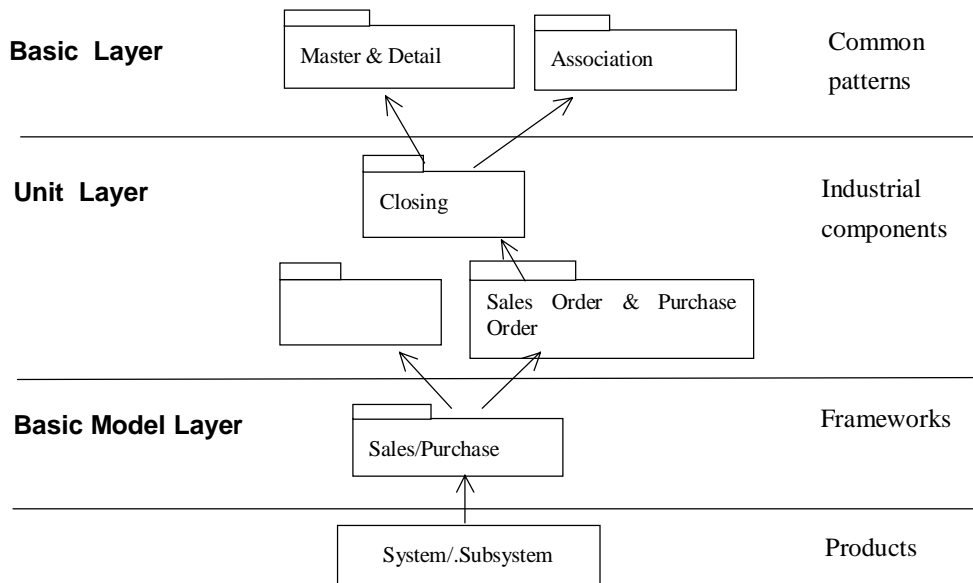 Basic Layer
Master & Detail
Association
Common
patterns
Unit Layer
Closing
Industrial
components
Sales Order & Purchase
Order
Basic Model Layer
Sales/Purchase
Frameworks
System/.Subsystem
Products